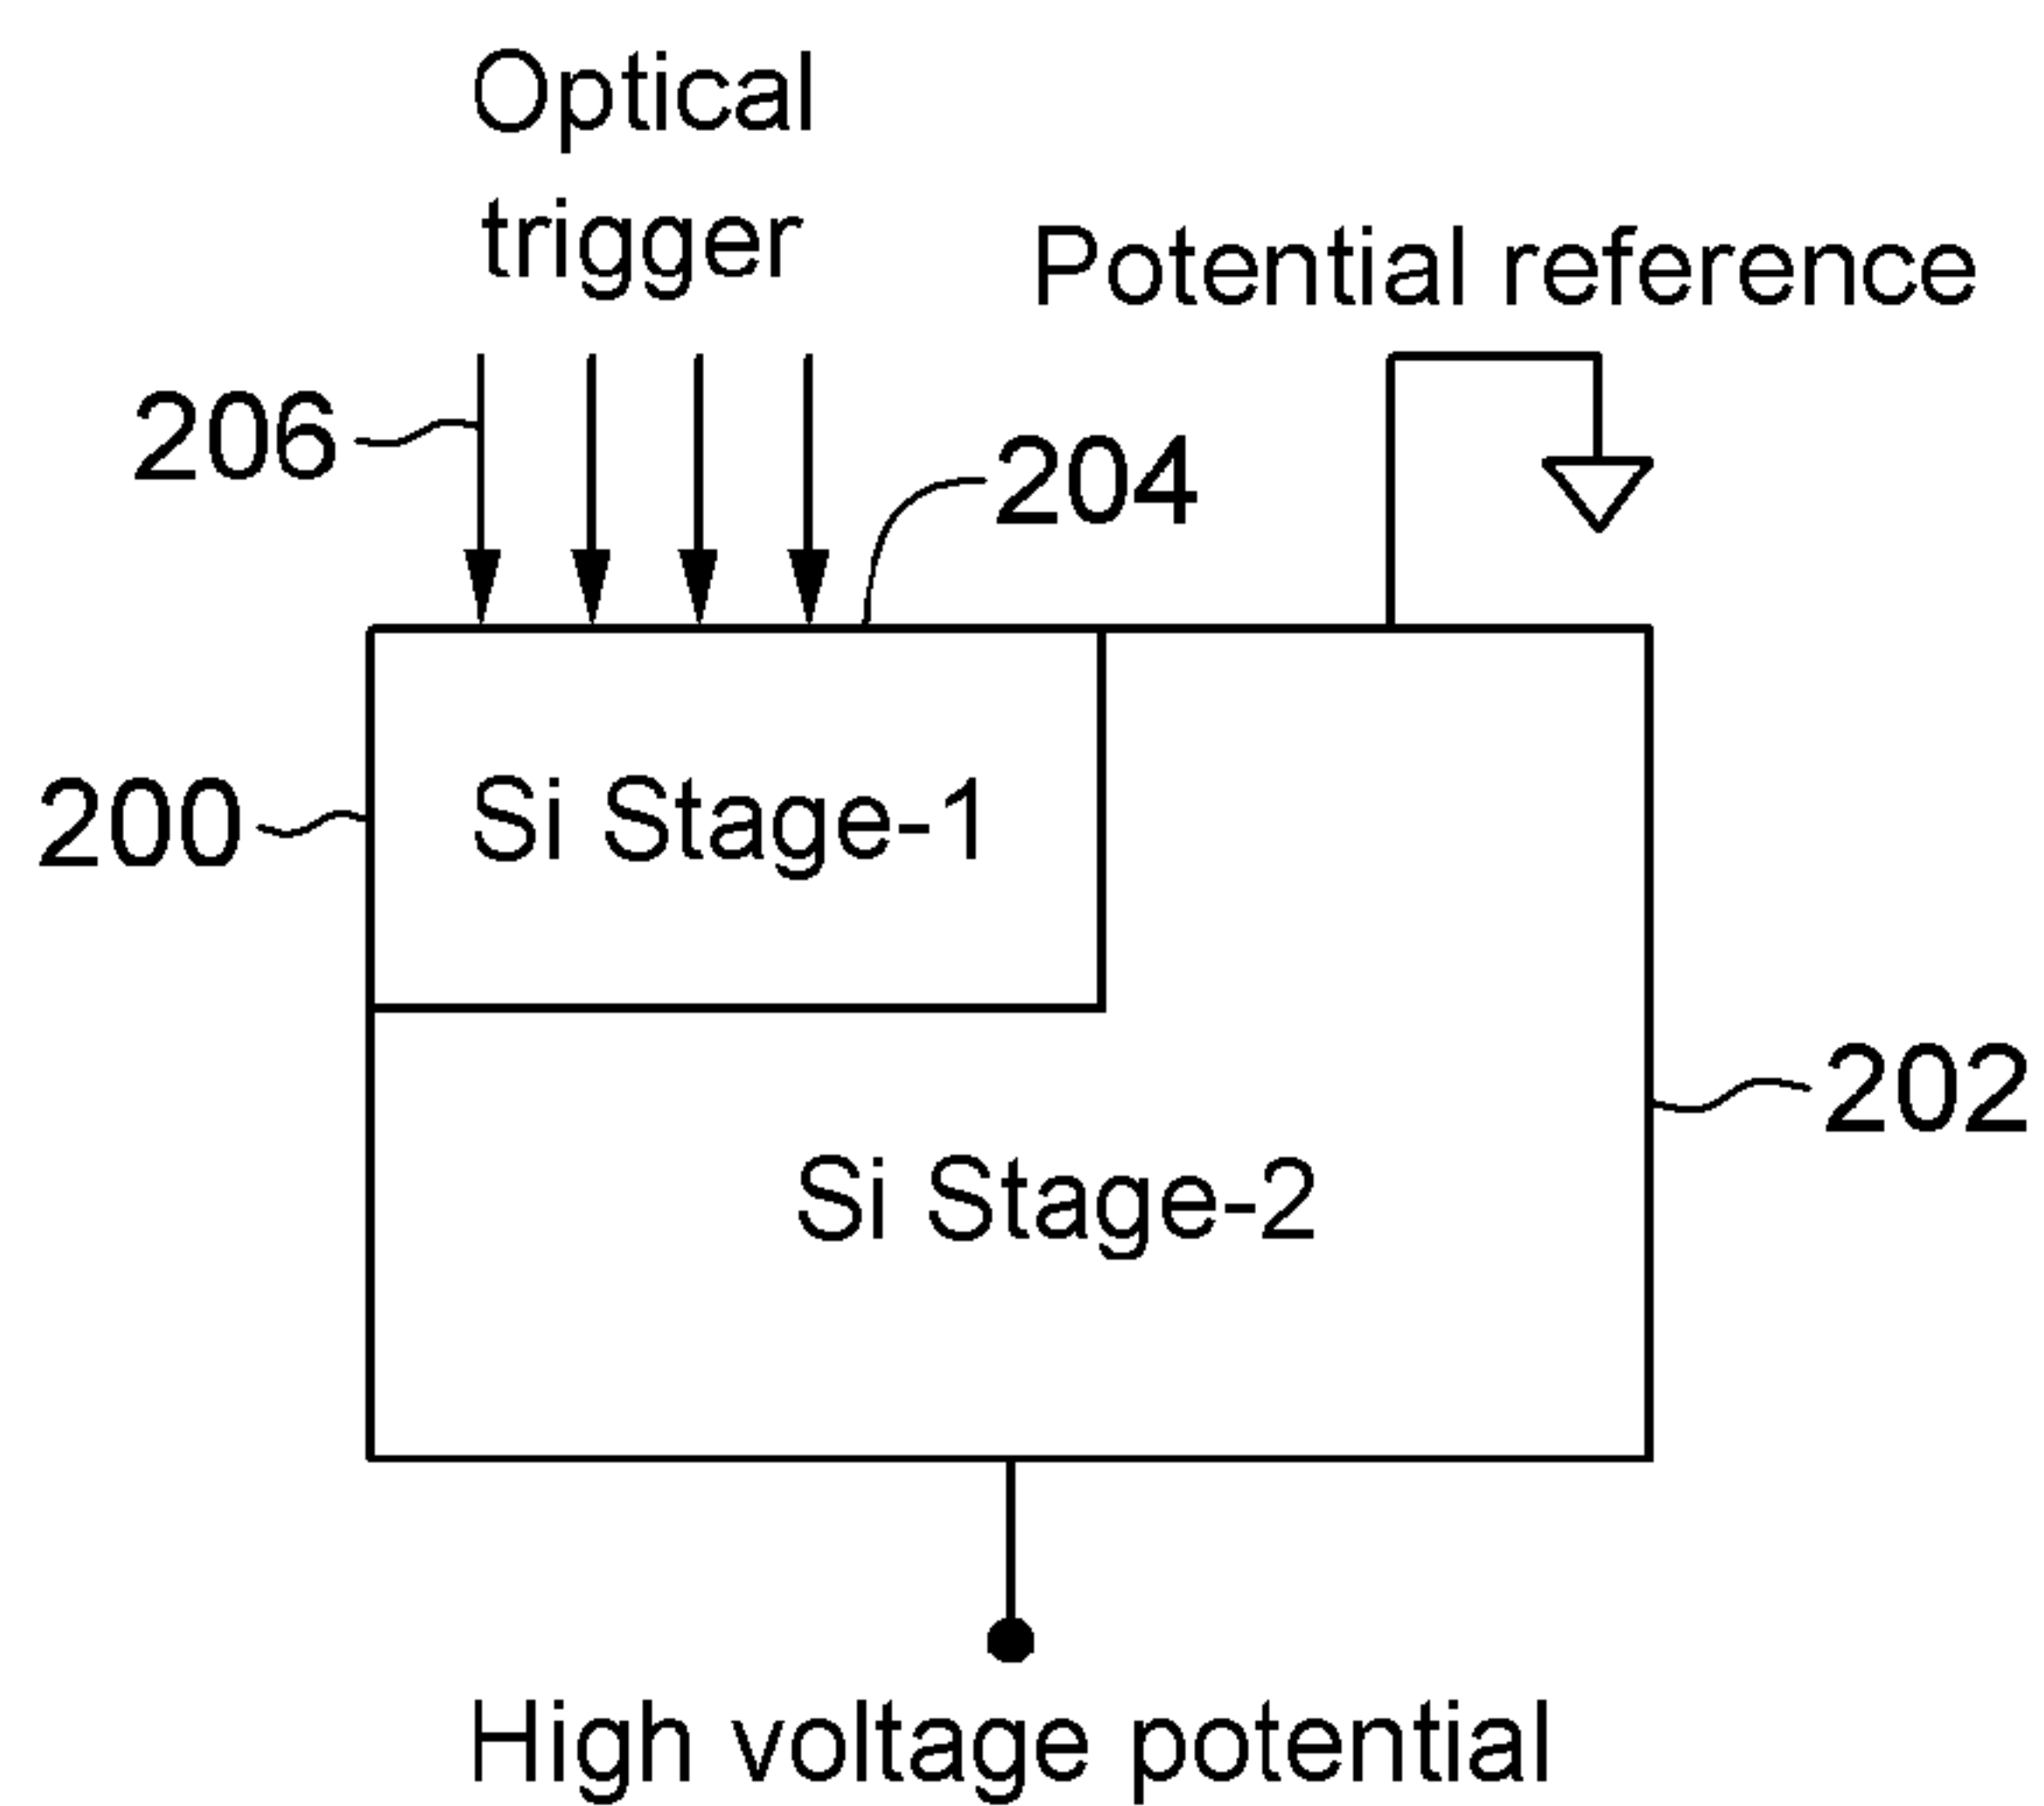 Optical
trigger
Potential reference
206
204
200
Si Stage-1
202
Si Stage-2
High voltage potential